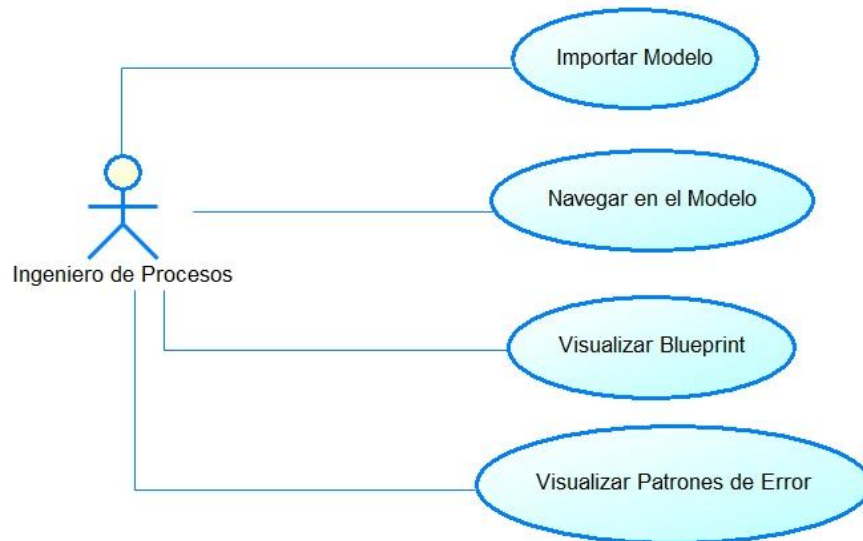 Importar Modelo
Navegar en el Modelo
Ingeniero de Procesos
Visualizar Blueprint
Visualizar Patrones de Error